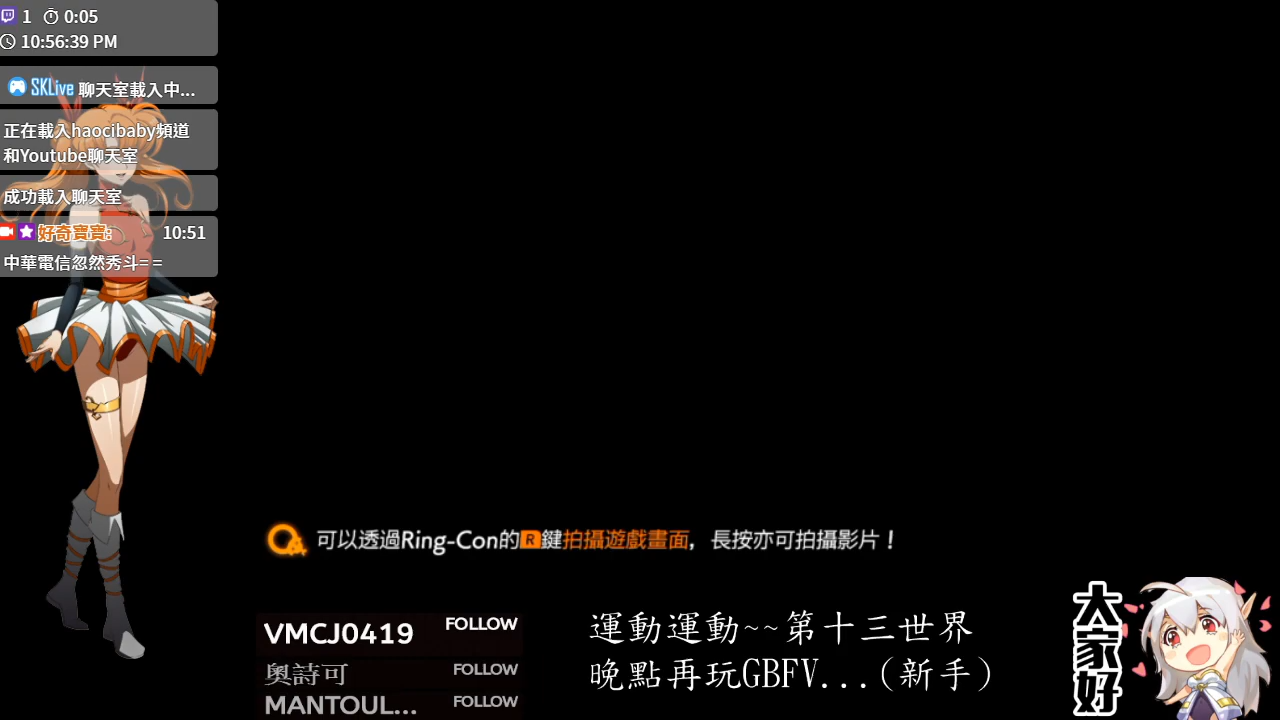 1 0:05
10:56:39 PM
SKLive 聊天室載入中...
正在載入haocibaby頻道
和Youtube聊天室
成功載入聊天室
好奇寶寶: 10:51
中華電信忽然秀斗==
可以透過Ring-Con的R鍵拍攝遊戲畫面，長按亦可拍攝影片！
VMCJ0419 FOLLOW
奧詩可 FOLLOW
MANTOUL... FOLLOW
運動運動~~第十三世界
晚點再玩GBFV...(新手)
大家好